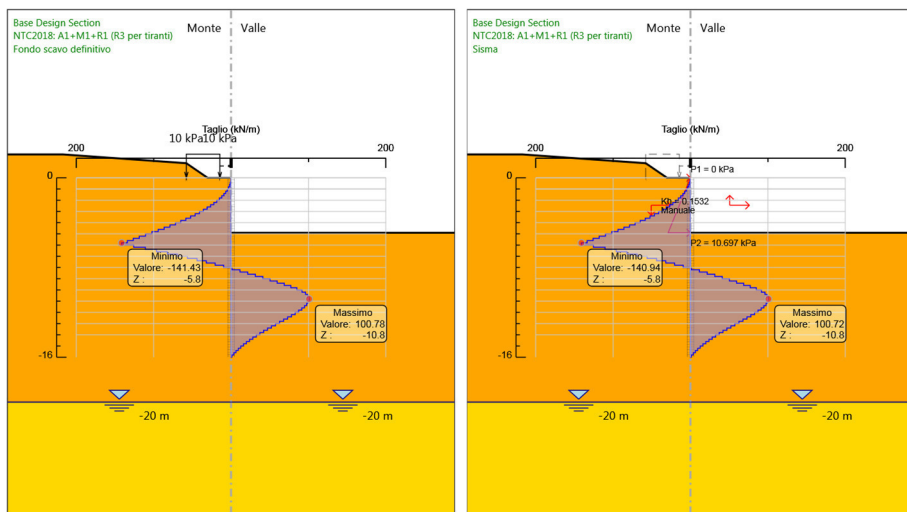 Base Design Section
NTC2018: A1+M1+R1 (R3 per tiranti)
Fondo scavo definitivo
Monte
Valle
Taglio (kN/m)
10 kPa
10 kPa
200
0
200
0
-16
Minimo
Valore: -141.43
Z : -5.8
Massimo
Valore: 100.78
Z : -10.8
-20 m
-20 m
Base Design Section
NTC2018: A1+M1+R1 (R3 per tiranti)
Sisma
Monte
Valle
Taglio (kN/m)
200
0
200
P1 = 0 kPa
0
Kh = 0.1532
Manuale
P2 = 10.697 kPa
-16
Minimo
Valore: -140.94
Z : -5.8
Massimo
Valore: 100.72
Z : -10.8
-20 m
-20 m